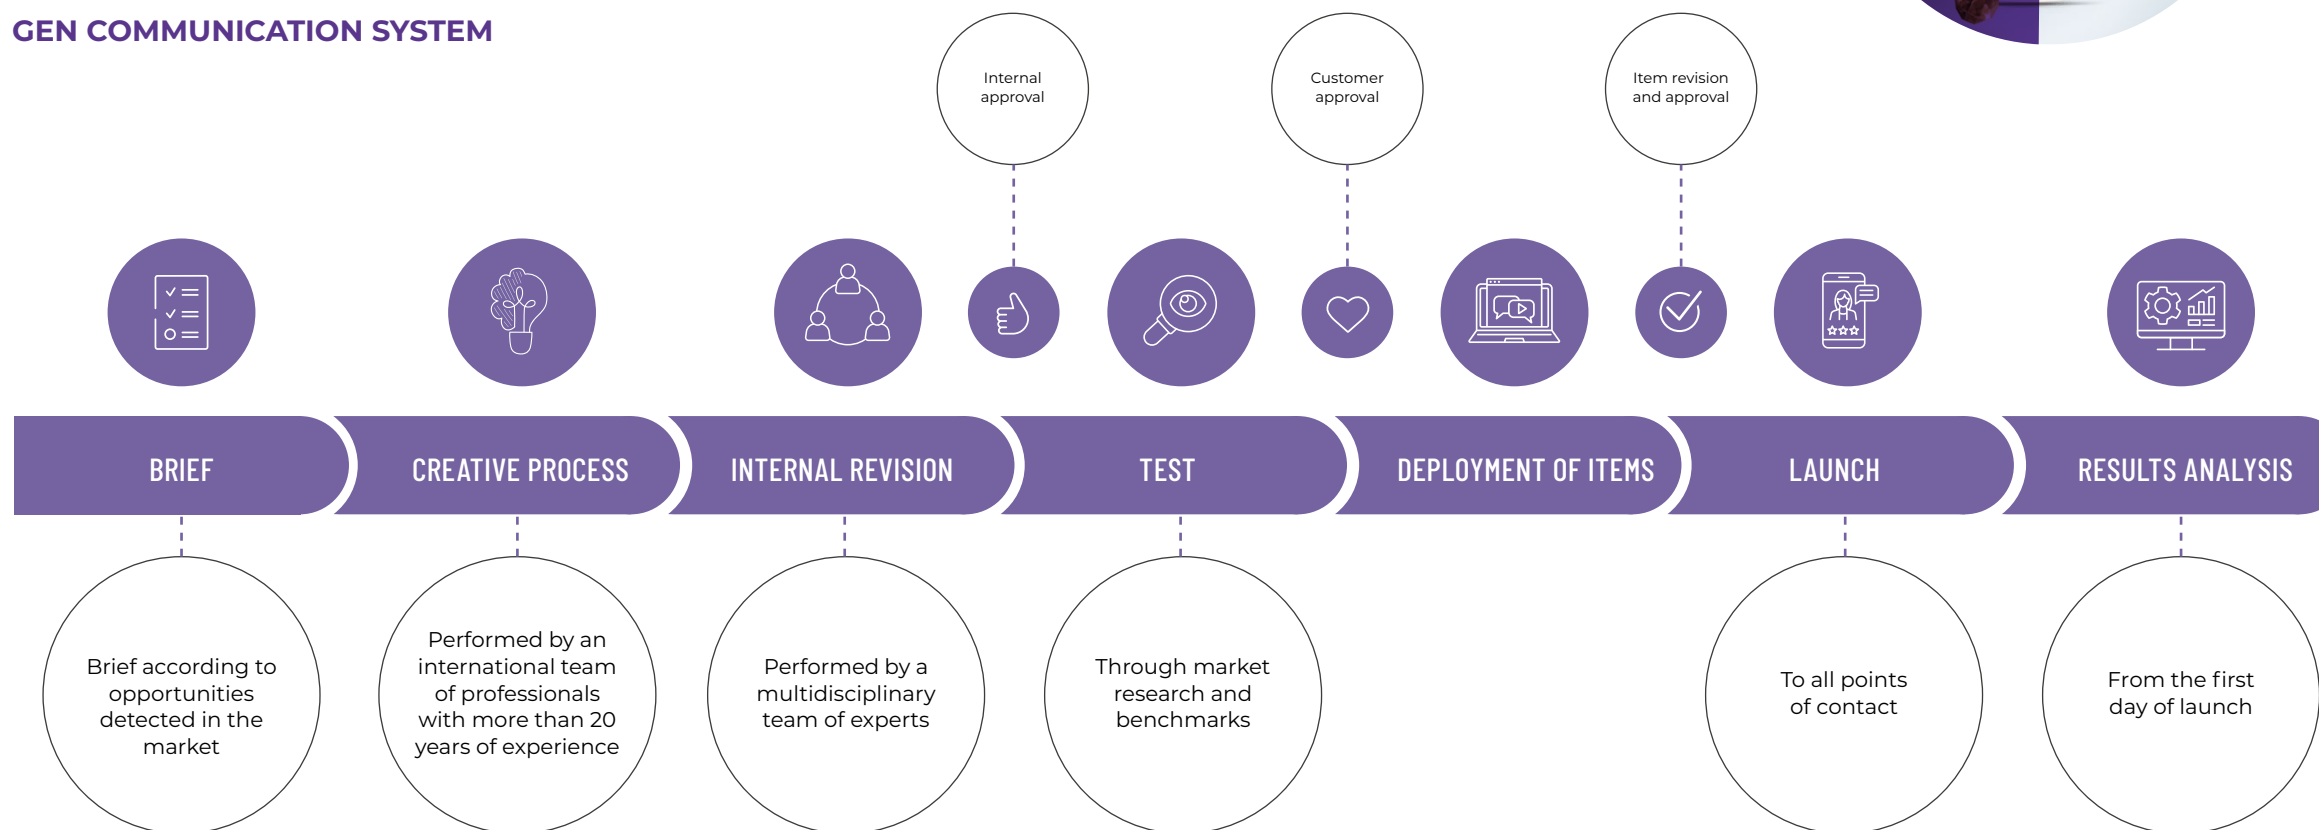 GEN COMMUNICATION SYSTEM
Internal
approval
Customer
approval
Item revision
and approval
BRIEF
CREATIVE PROCESS
INTERNAL REVISION
TEST
DEPLOYMENT OF ITEMS
LAUNCH
RESULTS ANALYSIS
Brief according to
opportunities
detected in the
market
Performed by an
international team
of professionals
with more than 20
years of experience
Performed by a
multidisciplinary
team of experts
Through market
research and
benchmarks
To all points
of contact
From the first
day of launch